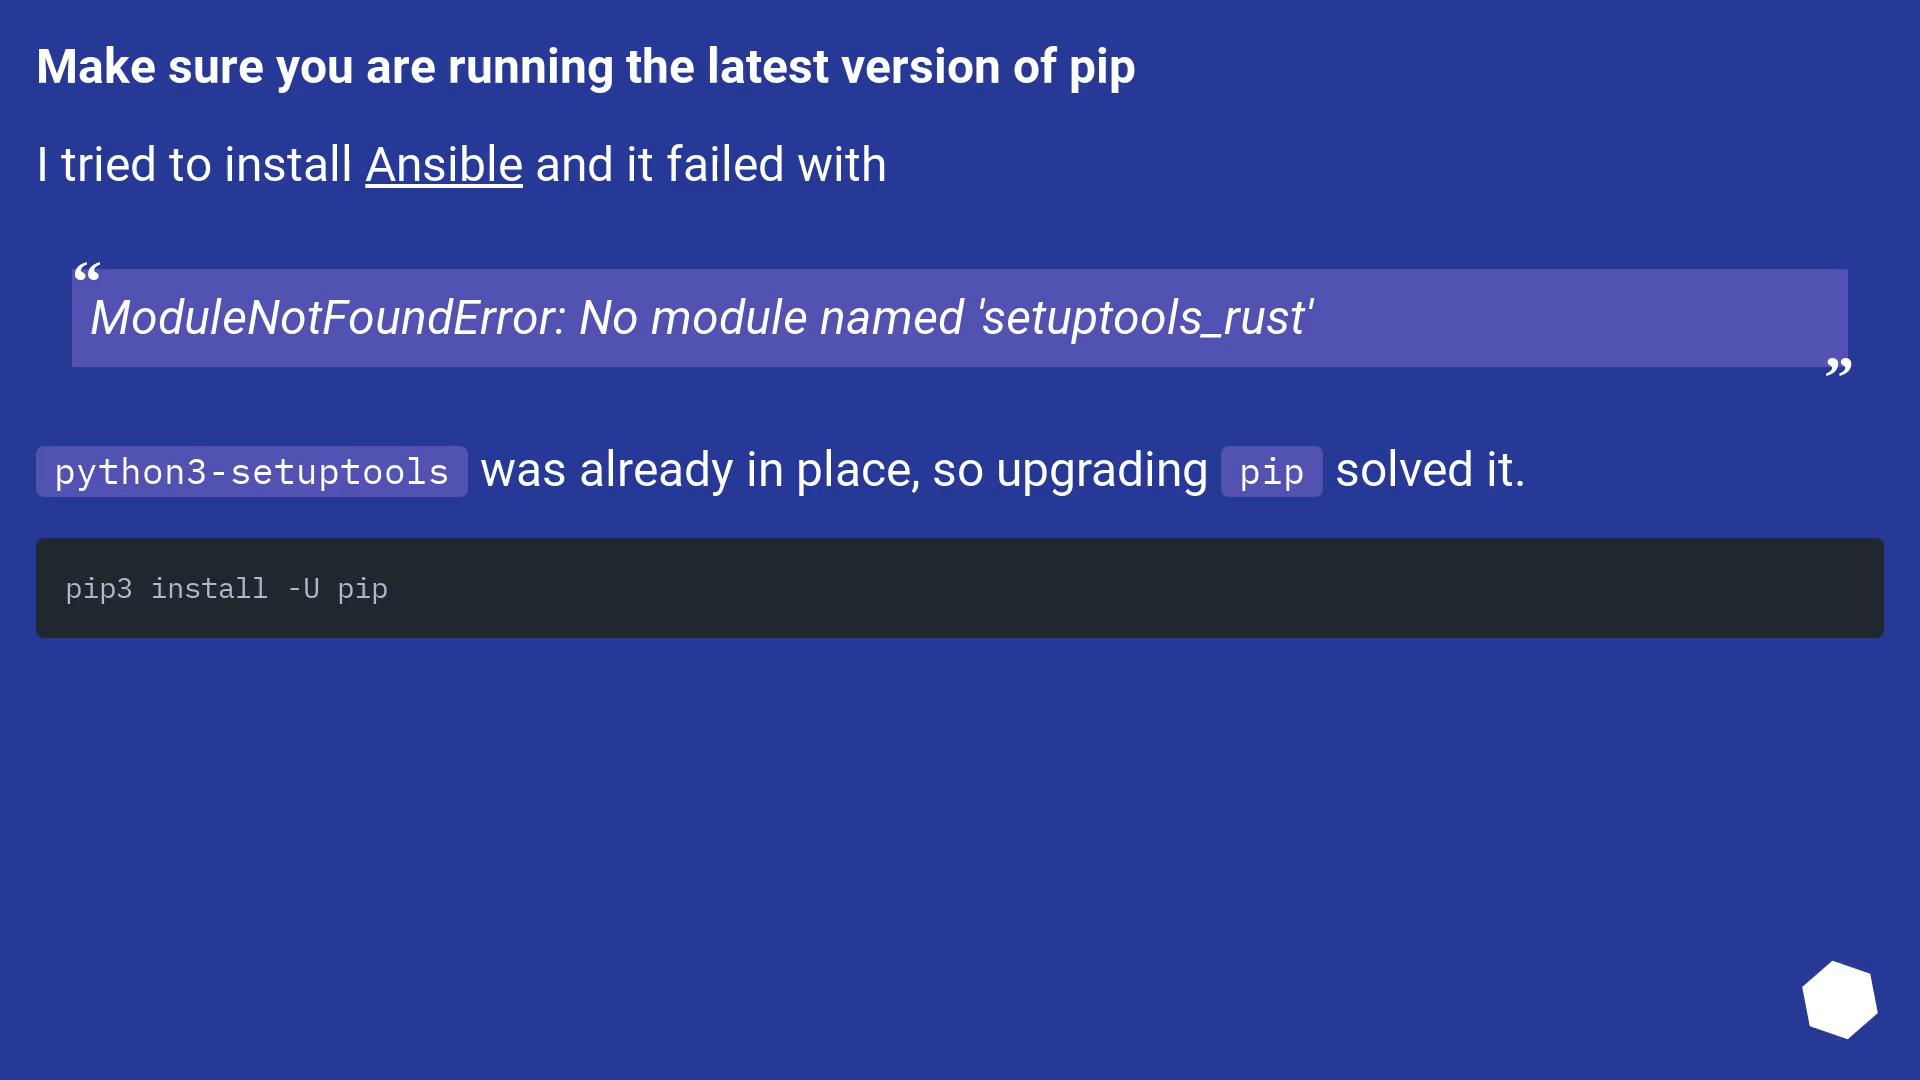 Make sure you are running the latest version of pip
I tried to install Ansible and it failed with
“
ModuleNotFoundError: No module named 'setuptools_rust'
”
python3-setuptools was already in place, so upgrading pip solved it.
pip3 install -U pip